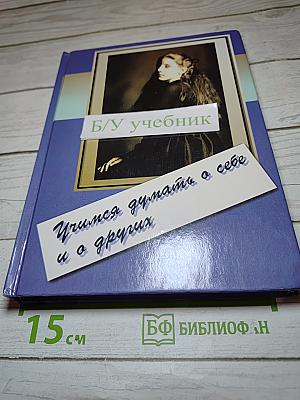 Б/У учебник
Учимся думать о себе
и о других
15 см
БФ БИБЛИОФ